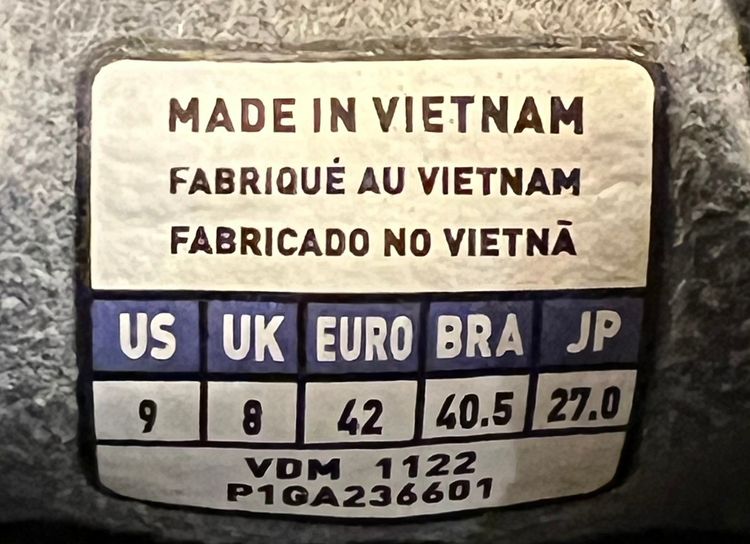 MADE IN VIETNAM
FABRIQUÉ AU VIETNAM
FABRICADO NO VIETNÃ
US UK EURO BRA JP
9 8 42 40.5 27.0
VDM 1122
P1GA236601